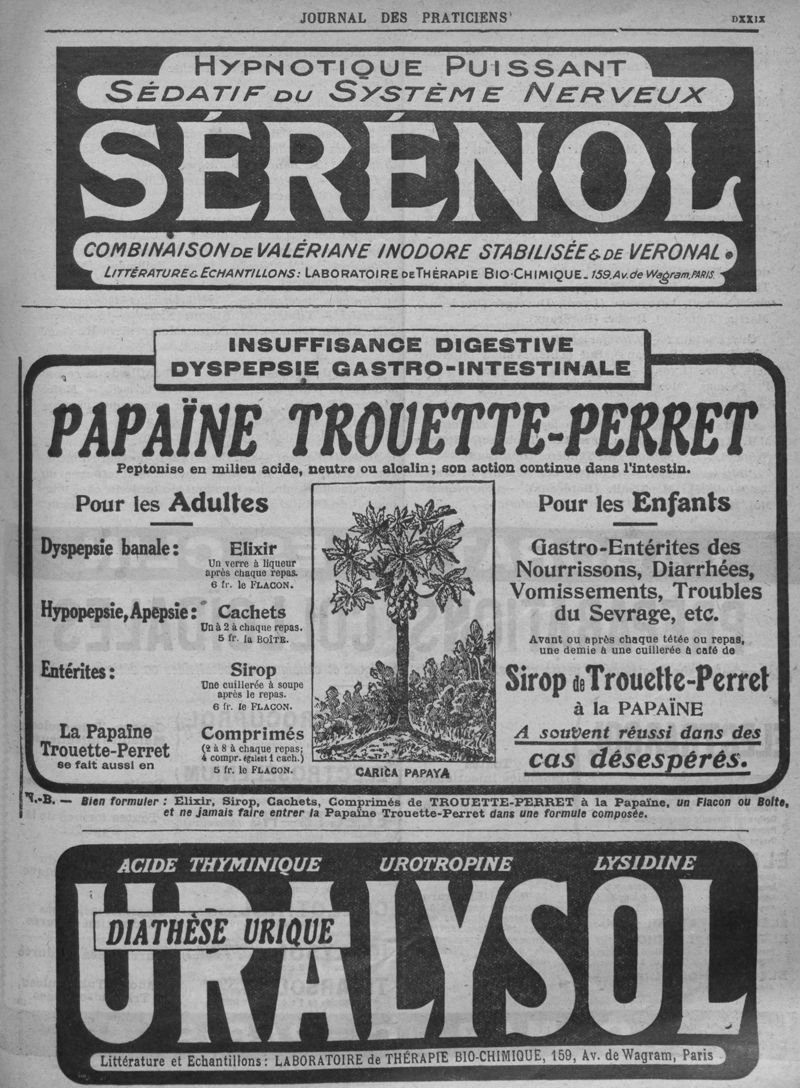 JOURNAL DES PRATICIENS
DXXIX
HYPNOTIQUE PUISSANT
SÉDATIF DU SYSTÈME NERVEUX
SÉRÉNOL
COMBINAISON DE VALÉRIANE INODORE STABILISÉE & DE VERONAL.
LITTÉRATURE & ECHANTILLONS: LABORATOIRE DE THÉRAPIE BIO-CHIMIQUE_159, Av. de Wagram, PARIS.
INSUFFISANCE DIGESTIVE
DYSPEPSIE GASTRO-INTESTINALE
PAPAÏNE TROUETTE-PERRET
Peptonise en milieu acide, neutre ou alcalin; son action continue dans l'intestin.
Pour les Adultes
Dyspepsie banale: Elixir
Un verre à liqueur
après chaque repas.
6 fr. le FLACON.
Hypopepsie, Apepsie: Cachets
Un à 2 à chaque repas.
5 fr. la BOÎTE.
Entérites: Sirop
Une cuillerée à soupe
après le repas.
6 fr. le FLACON.
La Papaïne
Trouette-Perret
se fait aussi en
Comprimés
(2 à 8 à chaque repas;
4 compr. égalent 1 cach.)
5 fr. le FLACON.
CARICA PAPAYA
Pour les Enfants
Gastro-Entérites des
Nourrissons, Diarrhées,
Vomissements, Troubles
du Sevrage, etc.
Avant ou après chaque tétée ou repas,
une demie à une cuillerée à café de
Sirop de Trouette-Perret
à la PAPAÏNE
A souvent réussi dans des
cas désespérés.
N.-B. — Bien formuler : Elixir, Sirop, Cachets, Comprimés de TROUETTE-PERRET à la Papaïne, un Flacon ou Boîte,
et ne jamais faire entrer la Papaïne Trouette-Perret dans une formule composée.
ACIDE THYMINIQUE UROTROPINE LYSIDINE
URALYSOL
DIATHÈSE URIQUE
Littérature et Echantillons: LABORATOIRE de THÉRAPIE BIO-CHIMIQUE, 159, Av. de Wagram, Paris